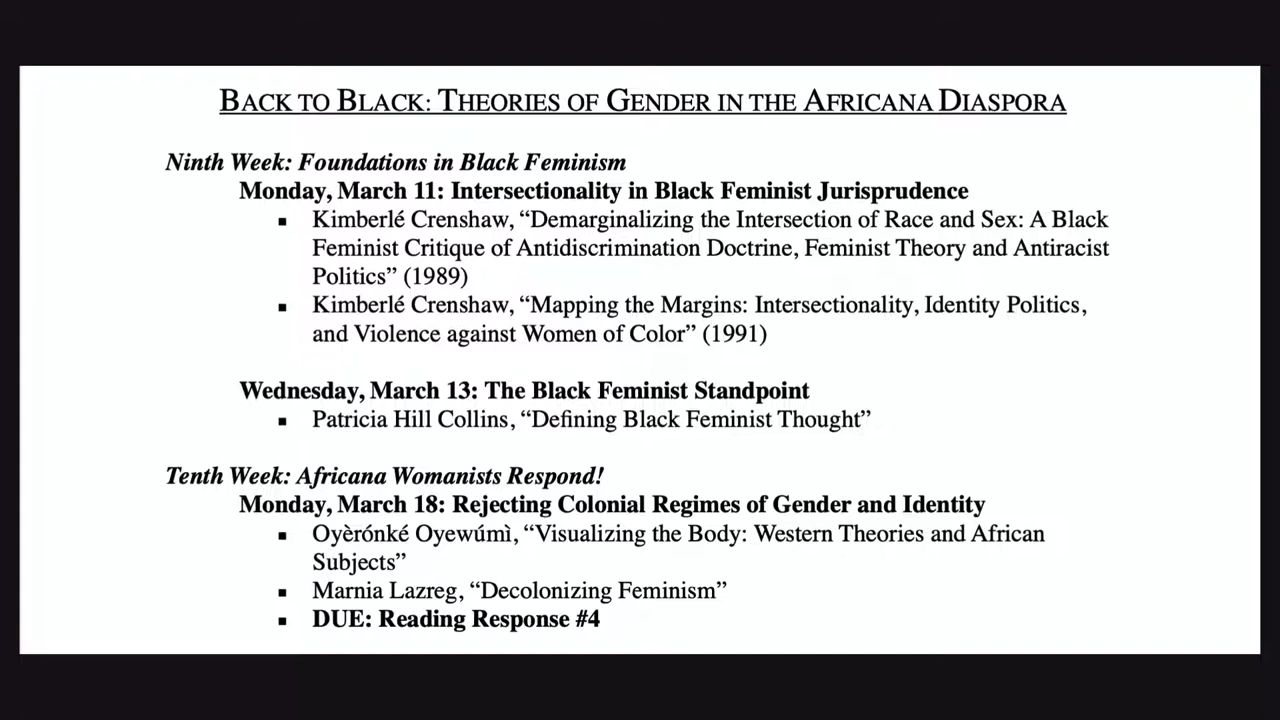 BACK TO BLACK: THEORIES OF GENDER IN THE AFRICANA DIASPORA
Ninth Week: Foundations in Black Feminism
Monday, March 11: Intersectionality in Black Feminist Jurisprudence
▪ Kimberlé Crenshaw, “Demarginalizing the Intersection of Race and Sex: A Black
Feminist Critique of Antidiscrimination Doctrine, Feminist Theory and Antiracist
Politics” (1989)
▪ Kimberlé Crenshaw, “Mapping the Margins: Intersectionality, Identity Politics,
and Violence against Women of Color” (1991)
Wednesday, March 13: The Black Feminist Standpoint
▪ Patricia Hill Collins, “Defining Black Feminist Thought”
Tenth Week: Africana Womanists Respond!
Monday, March 18: Rejecting Colonial Regimes of Gender and Identity
▪ Oyèrónké Oyewúmì, “Visualizing the Body: Western Theories and African
Subjects”
▪ Marnia Lazreg, “Decolonizing Feminism”
▪ DUE: Reading Response #4